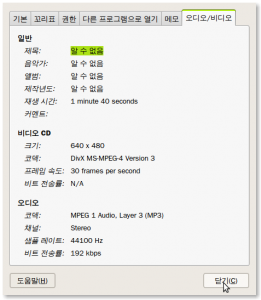 기본 꼬리표 권한 다른 프로그램으로 열기 메모 오디오/비디오
일반
제목: 알 수 없음
음악가: 알 수 없음
앨범: 알 수 없음
제작년도: 알 수 없음
재생 시간: 1 minute 40 seconds
커멘트:
비디오 CD
크기: 640 x 480
코덱: DivX MS-MPEG-4 Version 3
프레임 속도: 30 frames per second
비트 전송률: N/A
오디오
코덱: MPEG 1 Audio, Layer 3 (MP3)
채널: Stereo
샘플 레이트: 44100 Hz
비트 전송률: 192 kbps
도움말(H) 닫기(C)